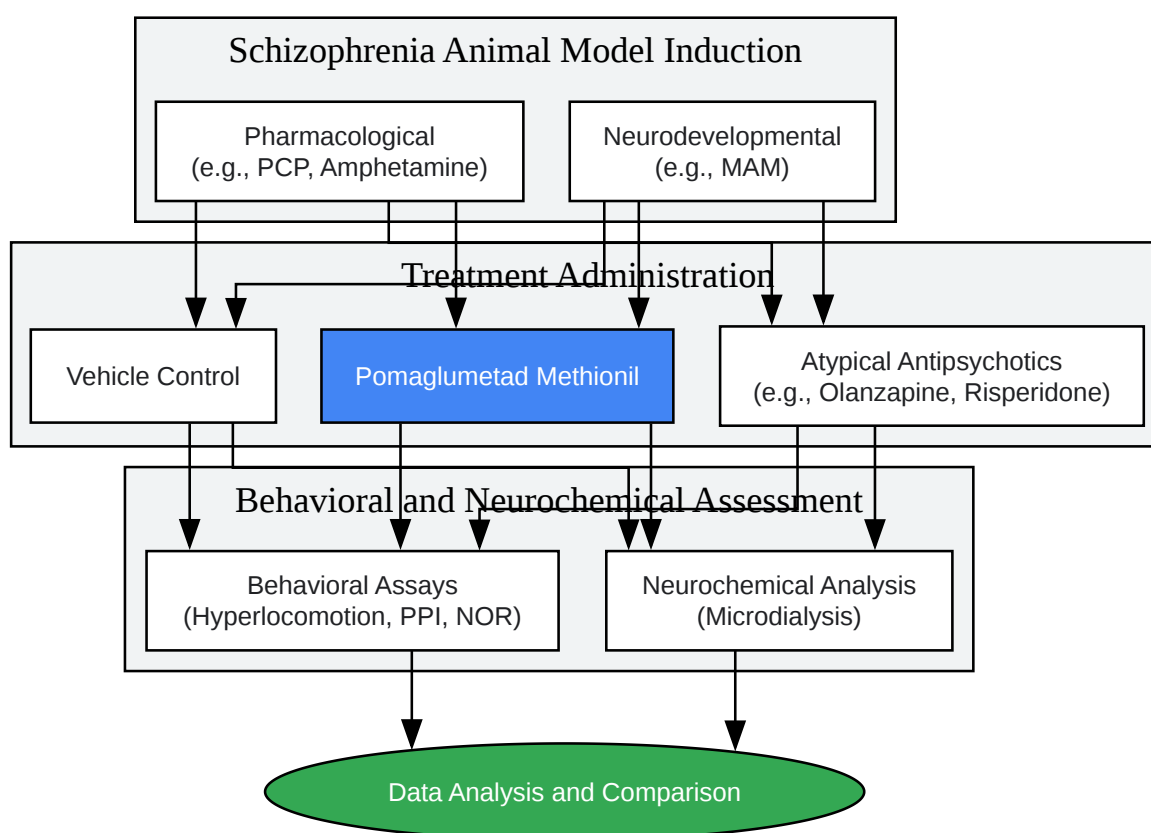 Schizophrenia Animal Model Induction
Pharmacological
(e.g., PCP, Amphetamine)
Neurodevelopmental
(e.g., MAM)
Treatment Administration
Vehicle Control
Pomaglumetad Methionil
Atypical Antipsychotics
(e.g., Olanzapine, Risperidone)
Behavioral and Neurochemical Assessment
Behavioral Assays
(Hyperlocomotion, PPI, NOR)
Neurochemical Analysis
(Microdialysis)
Data Analysis and Comparison